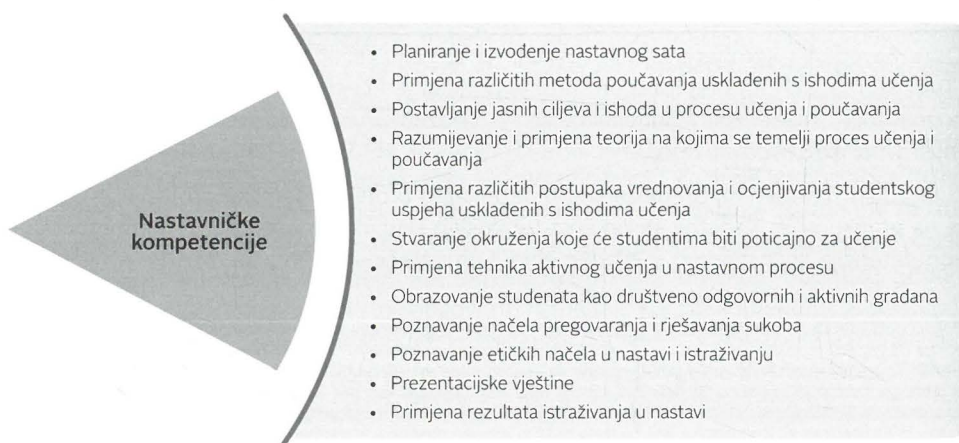 Nastavničke
kompetencije
• Planiranje i izvođenje nastavnog sata
• Primjena različitih metoda poučavanja usklađenih s ishodima učenja
• Postavljanje jasnih ciljeva i ishoda u procesu učenja i poučavanja
• Razumijevanje i primjena teorija na kojima se temelji proces učenja i
poučavanja
• Primjena različitih postupaka vrednovanja i ocjenjivanja studentskog
uspjeha usklađenih s ishodima učenja
• Stvaranje okruženja koje će studentima biti poticajno za učenje
• Primjena tehnika aktivnog učenja u nastavnom procesu
• Obrazovanje studenata kao društveno odgovornih i aktivnih građana
• Poznavanje načela pregovaranja i rješavanja sukoba
• Poznavanje etičkih načela u nastavi i istraživanju
• Prezentacijske vještine
• Primjena rezultata istraživanja u nastavi